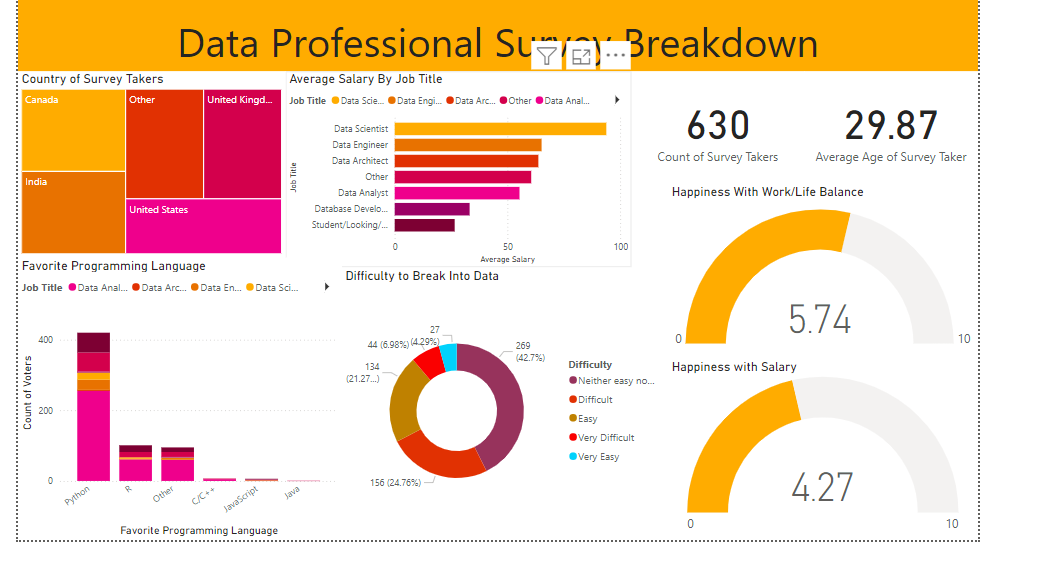 Data Professional Survey Breakdown
Country of Survey Takers
Canada
Other
United Kingd...
India
United States
Average Salary By Job Title
Job Title
Data Scie...
Data Engi...
Data Arc...
Other
Data Anal...
Job Title
Data Scientist
Data Engineer
Data Architect
Other
Data Analyst
Database Develo...
Student/Looking/...
0
50
100
Average Salary
630
Count of Survey Takers
29.87
Average Age of Survey Taker
Happiness With Work/Life Balance
5.74
0
10
Happiness with Salary
4.27
0
10
Favorite Programming Language
Job Title
Data Anal...
Data Arc...
Data En...
Data Sci...
Count of Voters
400
200
0
Python
R
Other
C/C++
JavaScript
Java
Favorite Programming Language
Difficulty to Break Into Data
27
(4.29%)
44 (6.98%)
134
(21.27...)
269
(42.7%)
156 (24.76%)
Difficulty
Neither easy no...
Difficult
Easy
Very Difficult
Very Easy